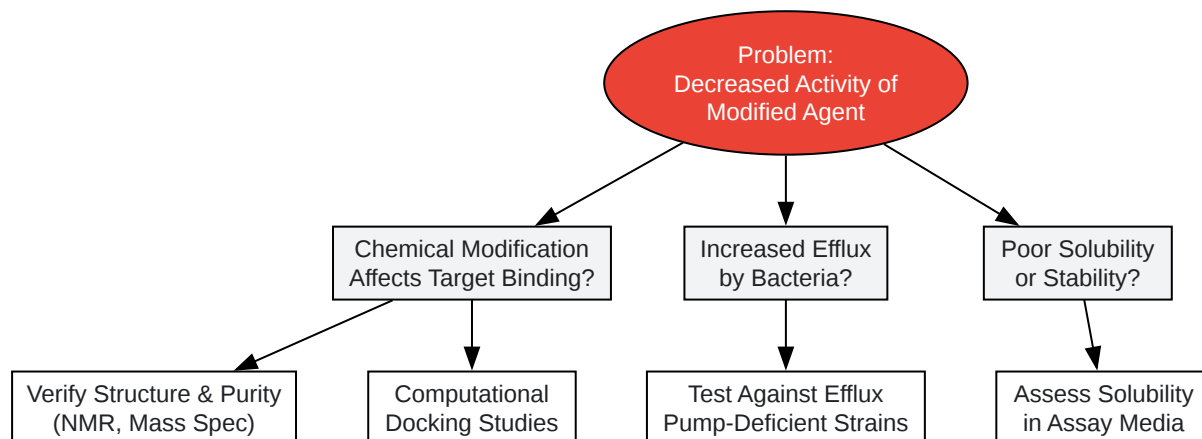 Problem:
Decreased Activity of
Modified Agent
Chemical Modification
Affects Target Binding?
Increased Efflux
by Bacteria?
Poor Solubility
or Stability?
Verify Structure & Purity
(NMR, Mass Spec)
Computational
Docking Studies
Test Against Efflux
Pump-Deficient Strains
Assess Solubility
in Assay Media